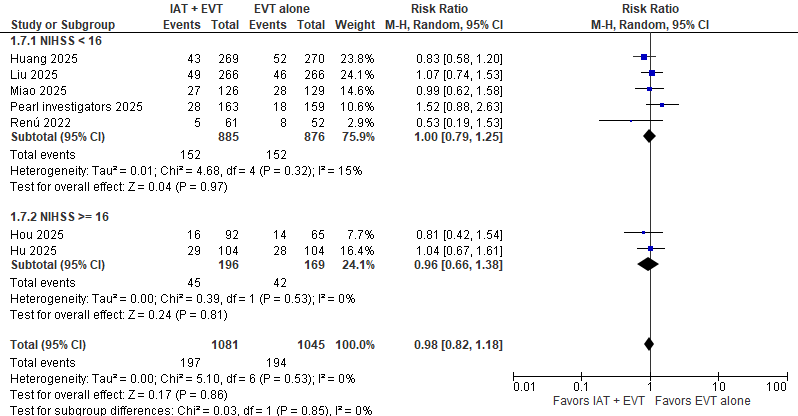 IAT + EVT EVT alone Risk Ratio Risk Ratio
Study or Subgroup Events Total Events Total Weight M-H, Random, 95% CI M-H, Random, 95% CI
1.7.1 NIHSS < 16
Huang 2025 43 269 52 270 23.8% 0.83 [0.58, 1.20]
Liu 2025 49 266 46 266 24.1% 1.07 [0.74, 1.53]
Miao 2025 27 126 28 129 15.5% 0.99 [0.62, 1.58]
Pearl investigators 2025 28 163 18 159 10.4% 1.52 [0.88, 2.63]
Renú 2022 5 61 8 52 2.9% 0.53 [0.19, 1.53]
Subtotal (95% CI) 885 876 75.9% 1.00 [0.79, 1.25]
Total events 152 152
Heterogeneity: Tau² = 0.01; Chi² = 4.68, df = 4 (P = 0.32); I² = 15%
Test for overall effect: Z = 0.04 (P = 0.97)
1.7.2 NIHSS >= 16
Hou 2025 16 92 14 65 7.7% 0.81 [0.42, 1.54]
Hu 2025 29 104 28 104 16.4% 1.04 [0.67, 1.61]
Subtotal (95% CI) 196 169 24.1% 0.96 [0.66, 1.38]
Total events 45 42
Heterogeneity: Tau² = 0.00; Chi² = 0.39, df = 1 (P = 0.53); I² = 0%
Test for overall effect: Z = 0.24 (P = 0.81)
Total (95% CI) 1081 1045 100.0% 0.98 [0.82, 1.18]
Total events 197 194
Heterogeneity: Tau² = 0.00; Chi² = 5.10, df = 6 (P = 0.53); I² = 0%
Test for overall effect: Z = 0.17 (P = 0.86)
Test for subgroup differences: Chi² = 0.03, df = 1 (P = 0.85), I² = 0%
0.01 0.1 1 10 100
Favors IAT + EVT Favors EVT alone